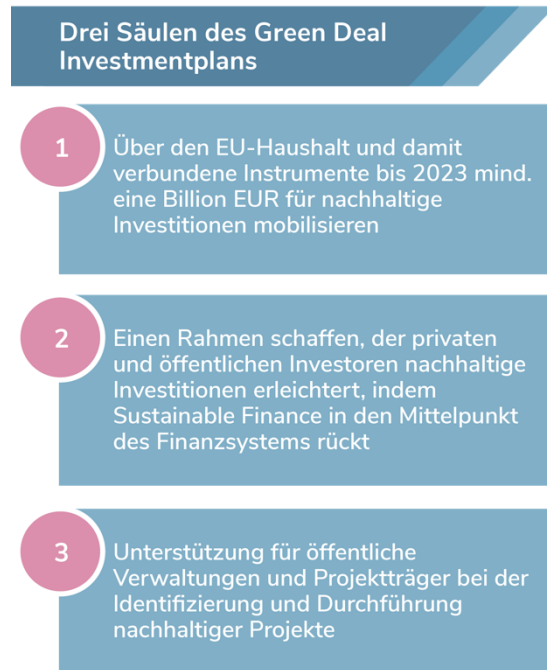 Drei Säulen des Green Deal
Investmentplans
1
Über den EU-Haushalt und damit
verbundene Instrumente bis 2023 mind.
eine Billion EUR für nachhaltige
Investitionen mobilisieren
2
Einen Rahmen schaffen, der privaten
und öffentlichen Investoren nachhaltige
Investitionen erleichtert, indem
Sustainable Finance in den Mittelpunkt
des Finanzsystems rückt
3
Unterstützung für öffentliche
Verwaltungen und Projektträger bei der
Identifizierung und Durchführung
nachhaltiger Projekte